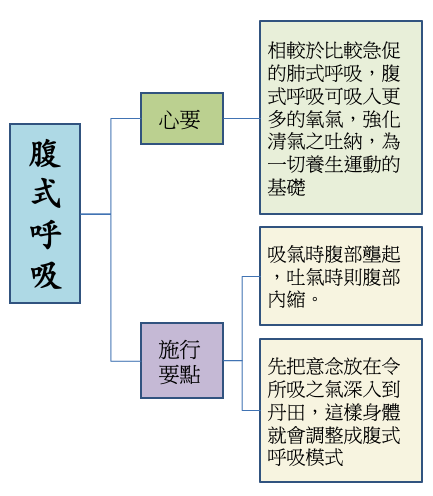 腹式呼吸
心要
相較於比較急促
的肺式呼吸，腹
式呼吸可吸入更
多的氧氣，強化
清氣之吐納，為
一切養生運動的
基礎
施行
要點
吸氣時腹部壟起
，吐氣時則腹部
內縮。
先把意念放在令
所吸之氣深入到
丹田，這樣身體
就會調整成腹式
呼吸模式